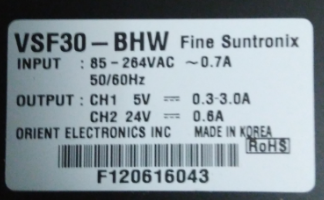 VSF30-BHW Fine Suntronix
INPUT : 85-264VAC ~0.7A
50/60Hz
OUTPUT : CH1 5V ⎓ 0.3-3.0A
CH2 24V ⎓ 0.6A
ORIENT ELECTRONICS INC MADE IN KOREA
RoHS
F120616043